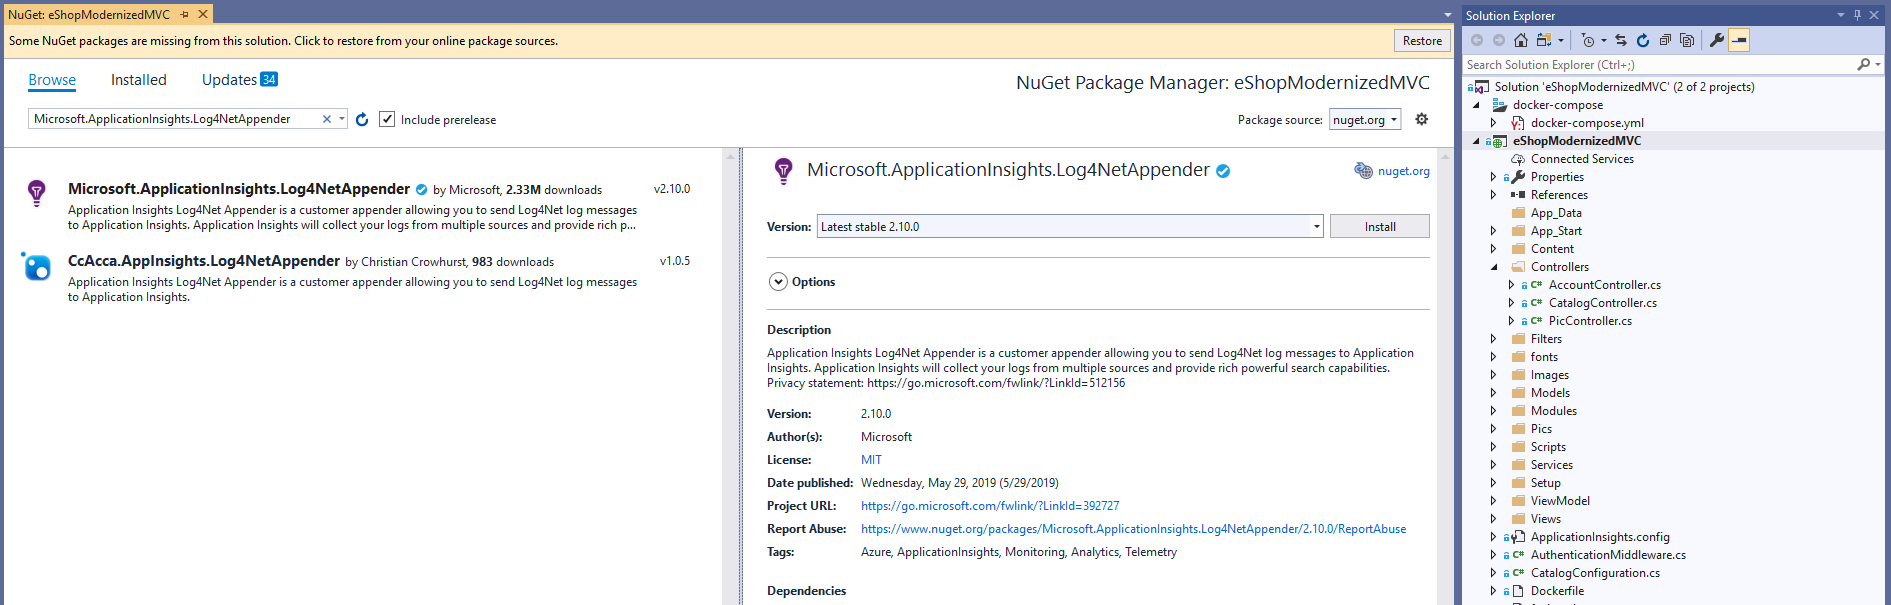 NuGet: eShopModernizedMVC
Some NuGet packages are missing from this solution. Click to restore from your online package sources.
Restore
Browse
Installed
Updates 34
NuGet Package Manager: eShopModernizedMVC
Microsoft.ApplicationInsights.Log4NetAppender
Include prerelease
Package source: nuget.org
Microsoft.ApplicationInsights.Log4NetAppender by Microsoft, 2.33M downloads v2.10.0
Application Insights Log4Net Appender is a customer appender allowing you to send Log4Net log messages
to Application Insights. Application Insights will collect your logs from multiple sources and provide rich p...
CcAcca.AppInsights.Log4NetAppender by Christian Crowhurst, 983 downloads v1.0.5
Application Insights Log4Net Appender is a customer appender allowing you to send Log4Net log messages
to Application Insights.
Microsoft.ApplicationInsights.Log4NetAppender
nuget.org
Version: Latest stable 2.10.0
Install
Options
Description
Application Insights Log4Net Appender is a customer appender allowing you to send Log4Net log messages to Application
Insights. Application Insights will collect your logs from multiple sources and provide rich powerful search capabilities.
Privacy statement: https://go.microsoft.com/fwlink/?LinkId=512156
Version: 2.10.0
Author(s): Microsoft
License: MIT
Date published: Wednesday, May 29, 2019 (5/29/2019)
Project URL: https://go.microsoft.com/fwlink/?LinkId=392727
Report Abuse: https://www.nuget.org/packages/Microsoft.ApplicationInsights.Log4NetAppender/2.10.0/ReportAbuse
Tags: Azure, ApplicationInsights, Monitoring, Analytics, Telemetry
Dependencies
Solution Explorer
Search Solution Explorer (Ctrl+;)
Solution 'eShopModernizedMVC' (2 of 2 projects)
docker-compose
docker-compose.yml
eShopModernizedMVC
Connected Services
Properties
References
App_Data
App_Start
Content
Controllers
C# AccountController.cs
C# CatalogController.cs
C# PicController.cs
Filters
fonts
Images
Models
Modules
Pics
Scripts
Services
Setup
ViewModel
Views
ApplicationInsights.config
C# AuthenticationMiddleware.cs
C# CatalogConfiguration.cs
Dockerfile